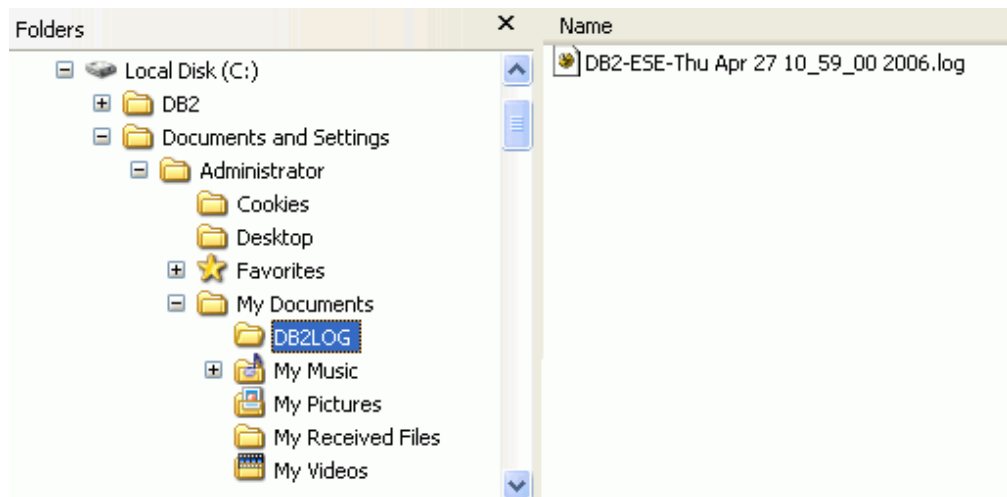 Folders
Local Disk (C:)
DB2
Documents and Settings
Administrator
Cookies
Desktop
Favorites
My Documents
DB2LOG
My Music
My Pictures
My Received Files
My Videos
Name
DB2-ESE-Thu Apr 27 10_59_00 2006.log